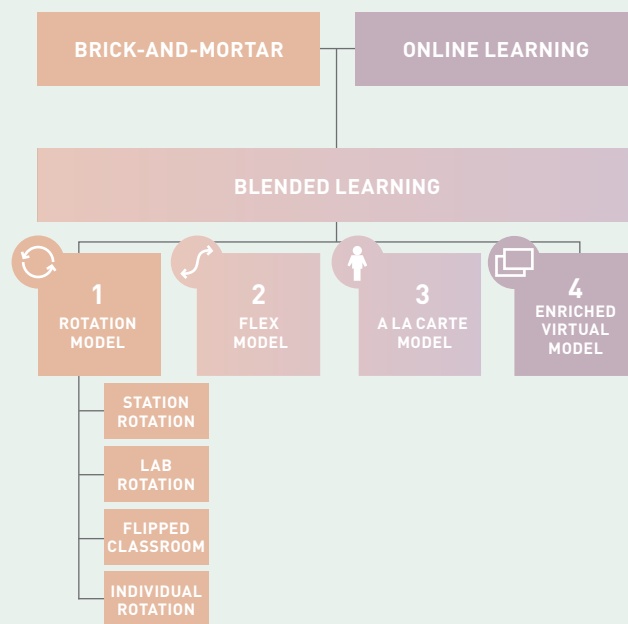 BRICK-AND-MORTAR
ONLINE LEARNING
BLENDED LEARNING
1
ROTATION
MODEL
2
FLEX
MODEL
3
A LA CARTE
MODEL
4
ENRICHED
VIRTUAL
MODEL
STATION
ROTATION
LAB
ROTATION
FLIPPED
CLASSROOM
INDIVIDUAL
ROTATION